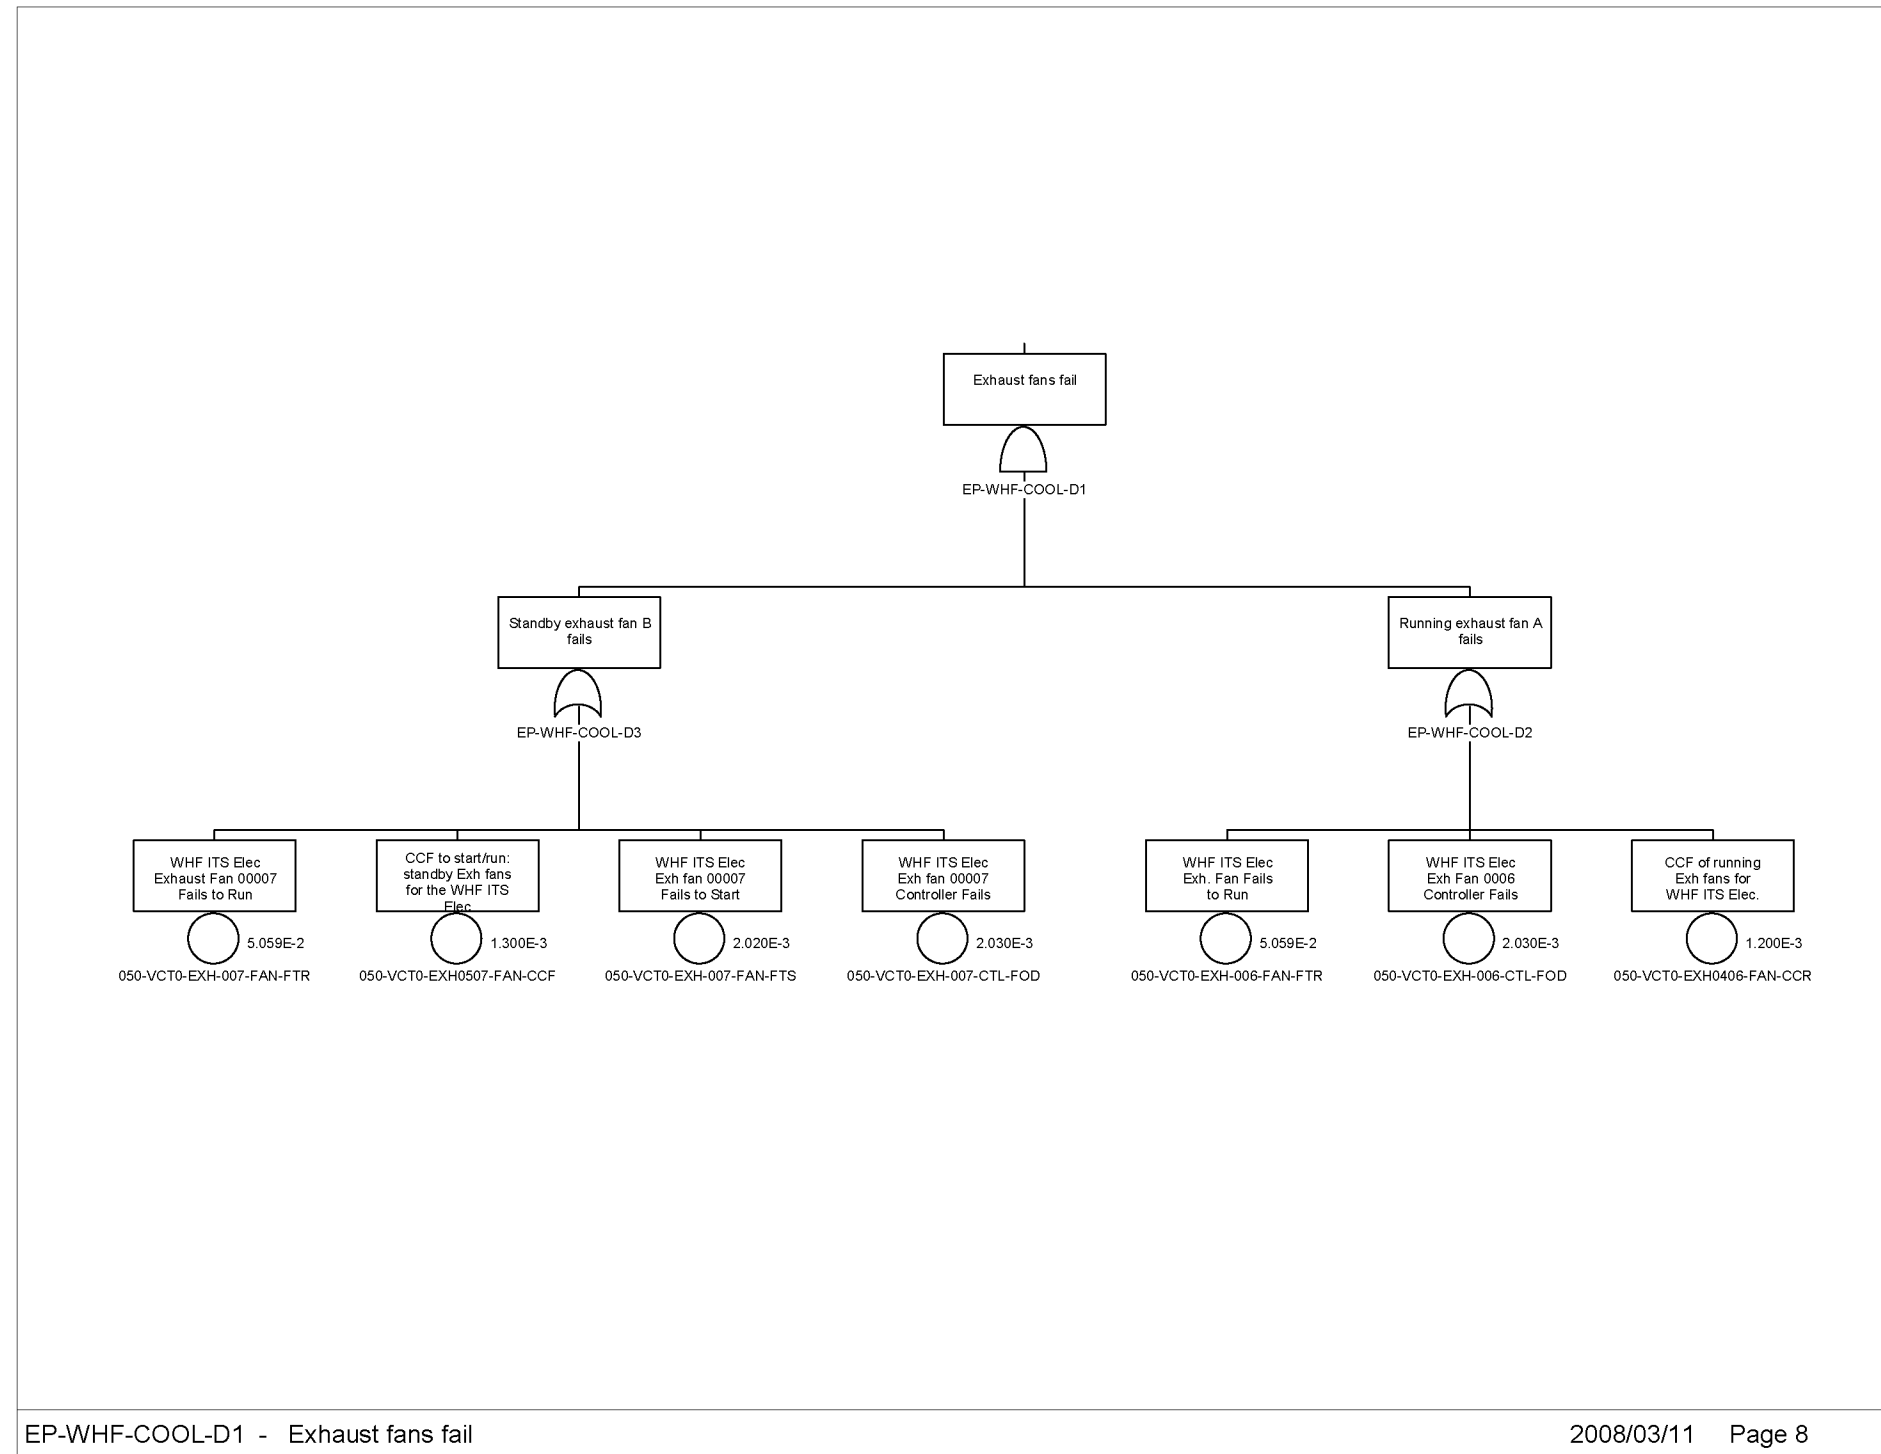 Exhaust fans fail
EP-WHF-COOL-D1
Standby exhaust fan B
fails
EP-WHF-COOL-D3
Running exhaust fan A
fails
EP-WHF-COOL-D2
WHF ITS Elec
Exhaust Fan 00007
Fails to Run
5.059E-2
050-VCT0-EXH-007-FAN-FTR
CCF to start/run:
standby Exh fans
for the WHF ITS
Elec
1.300E-3
050-VCT0-EXH0507-FAN-CCF
WHF ITS Elec
Exh fan 00007
Fails to Start
2.020E-3
050-VCT0-EXH-007-FAN-FTS
WHF ITS Elec
Exh fan 00007
Controller Fails
2.030E-3
050-VCT0-EXH-007-CTL-FOD
WHF ITS Elec
Exh. Fan Fails
to Run
5.059E-2
050-VCT0-EXH-006-FAN-FTR
WHF ITS Elec
Exh Fan 0006
Controller Fails
2.030E-3
050-VCT0-EXH-006-CTL-FOD
CCF of running
Exh fans for
WHF ITS Elec.
1.200E-3
050-VCT0-EXH0406-FAN-CCR
EP-WHF-COOL-D1 - Exhaust fans fail
2008/03/11 Page 8